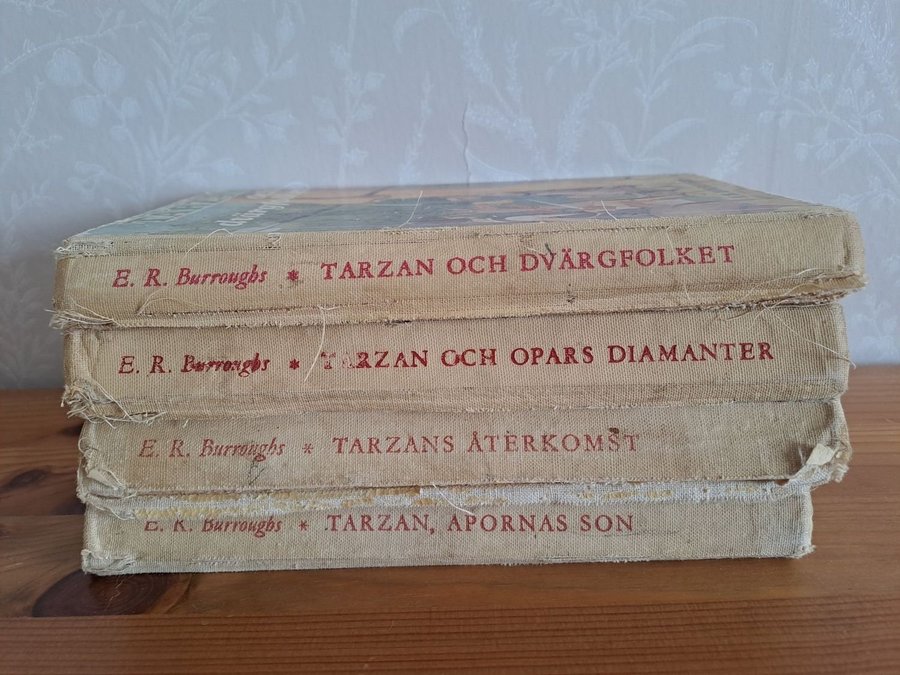 E. R. Burroughs * TARZAN OCH DVÄRGFOLKET
E. R. Burroughs * TARZAN OCH OPARS DIAMANTER
E. R. Burroughs * TARZANS ÅTERKOMST
E. R. Burroughs * TARZAN, APORNAS SON